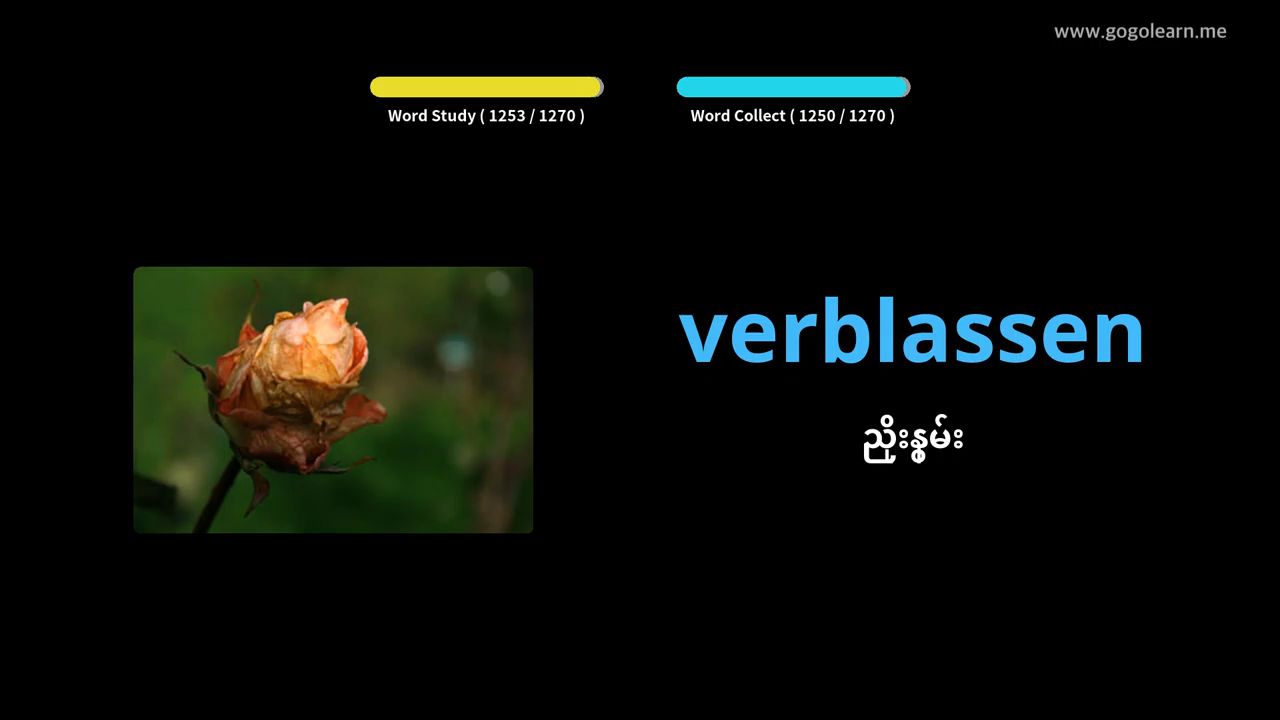 www.gogolearn.me
Word Study ( 1253 / 1270 )
Word Collect ( 1250 / 1270 )
verblassen
ညှိုးနွမ်း